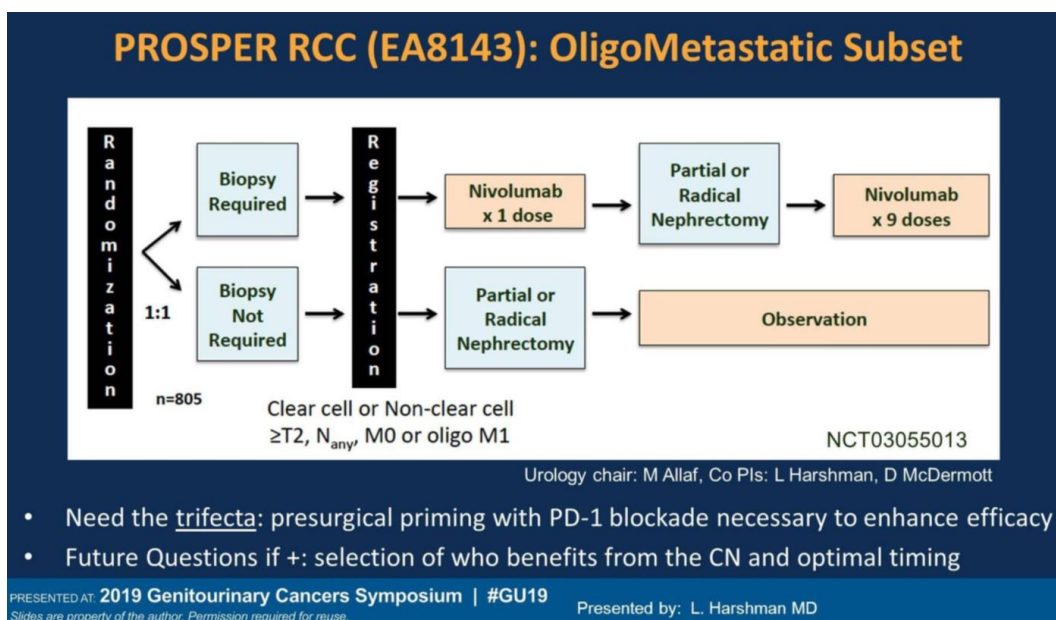 PROSPER RCC (EA8143): OligoMetastatic Subset
Randomization
1:1
n=805
Biopsy
Required
Biopsy
Not
Required
Registration
Nivolumab
x 1 dose
Partial or
Radical
Nephrectomy
Nivolumab
x 9 doses
Partial or
Radical
Nephrectomy
Observation
Clear cell or Non-clear cell
≥T2, Nany, M0 or oligo M1
NCT03055013
Urology chair: M Allaf, Co PIs: L Harshman, D McDermott
• Need the trifecta: presurgical priming with PD-1 blockade necessary to enhance efficacy
• Future Questions if +: selection of who benefits from the CN and optimal timing
PRESENTED AT: 2019 Genitourinary Cancers Symposium | #GU19
Slides are property of the author. Permission required for reuse.
Presented by: L. Harshman MD